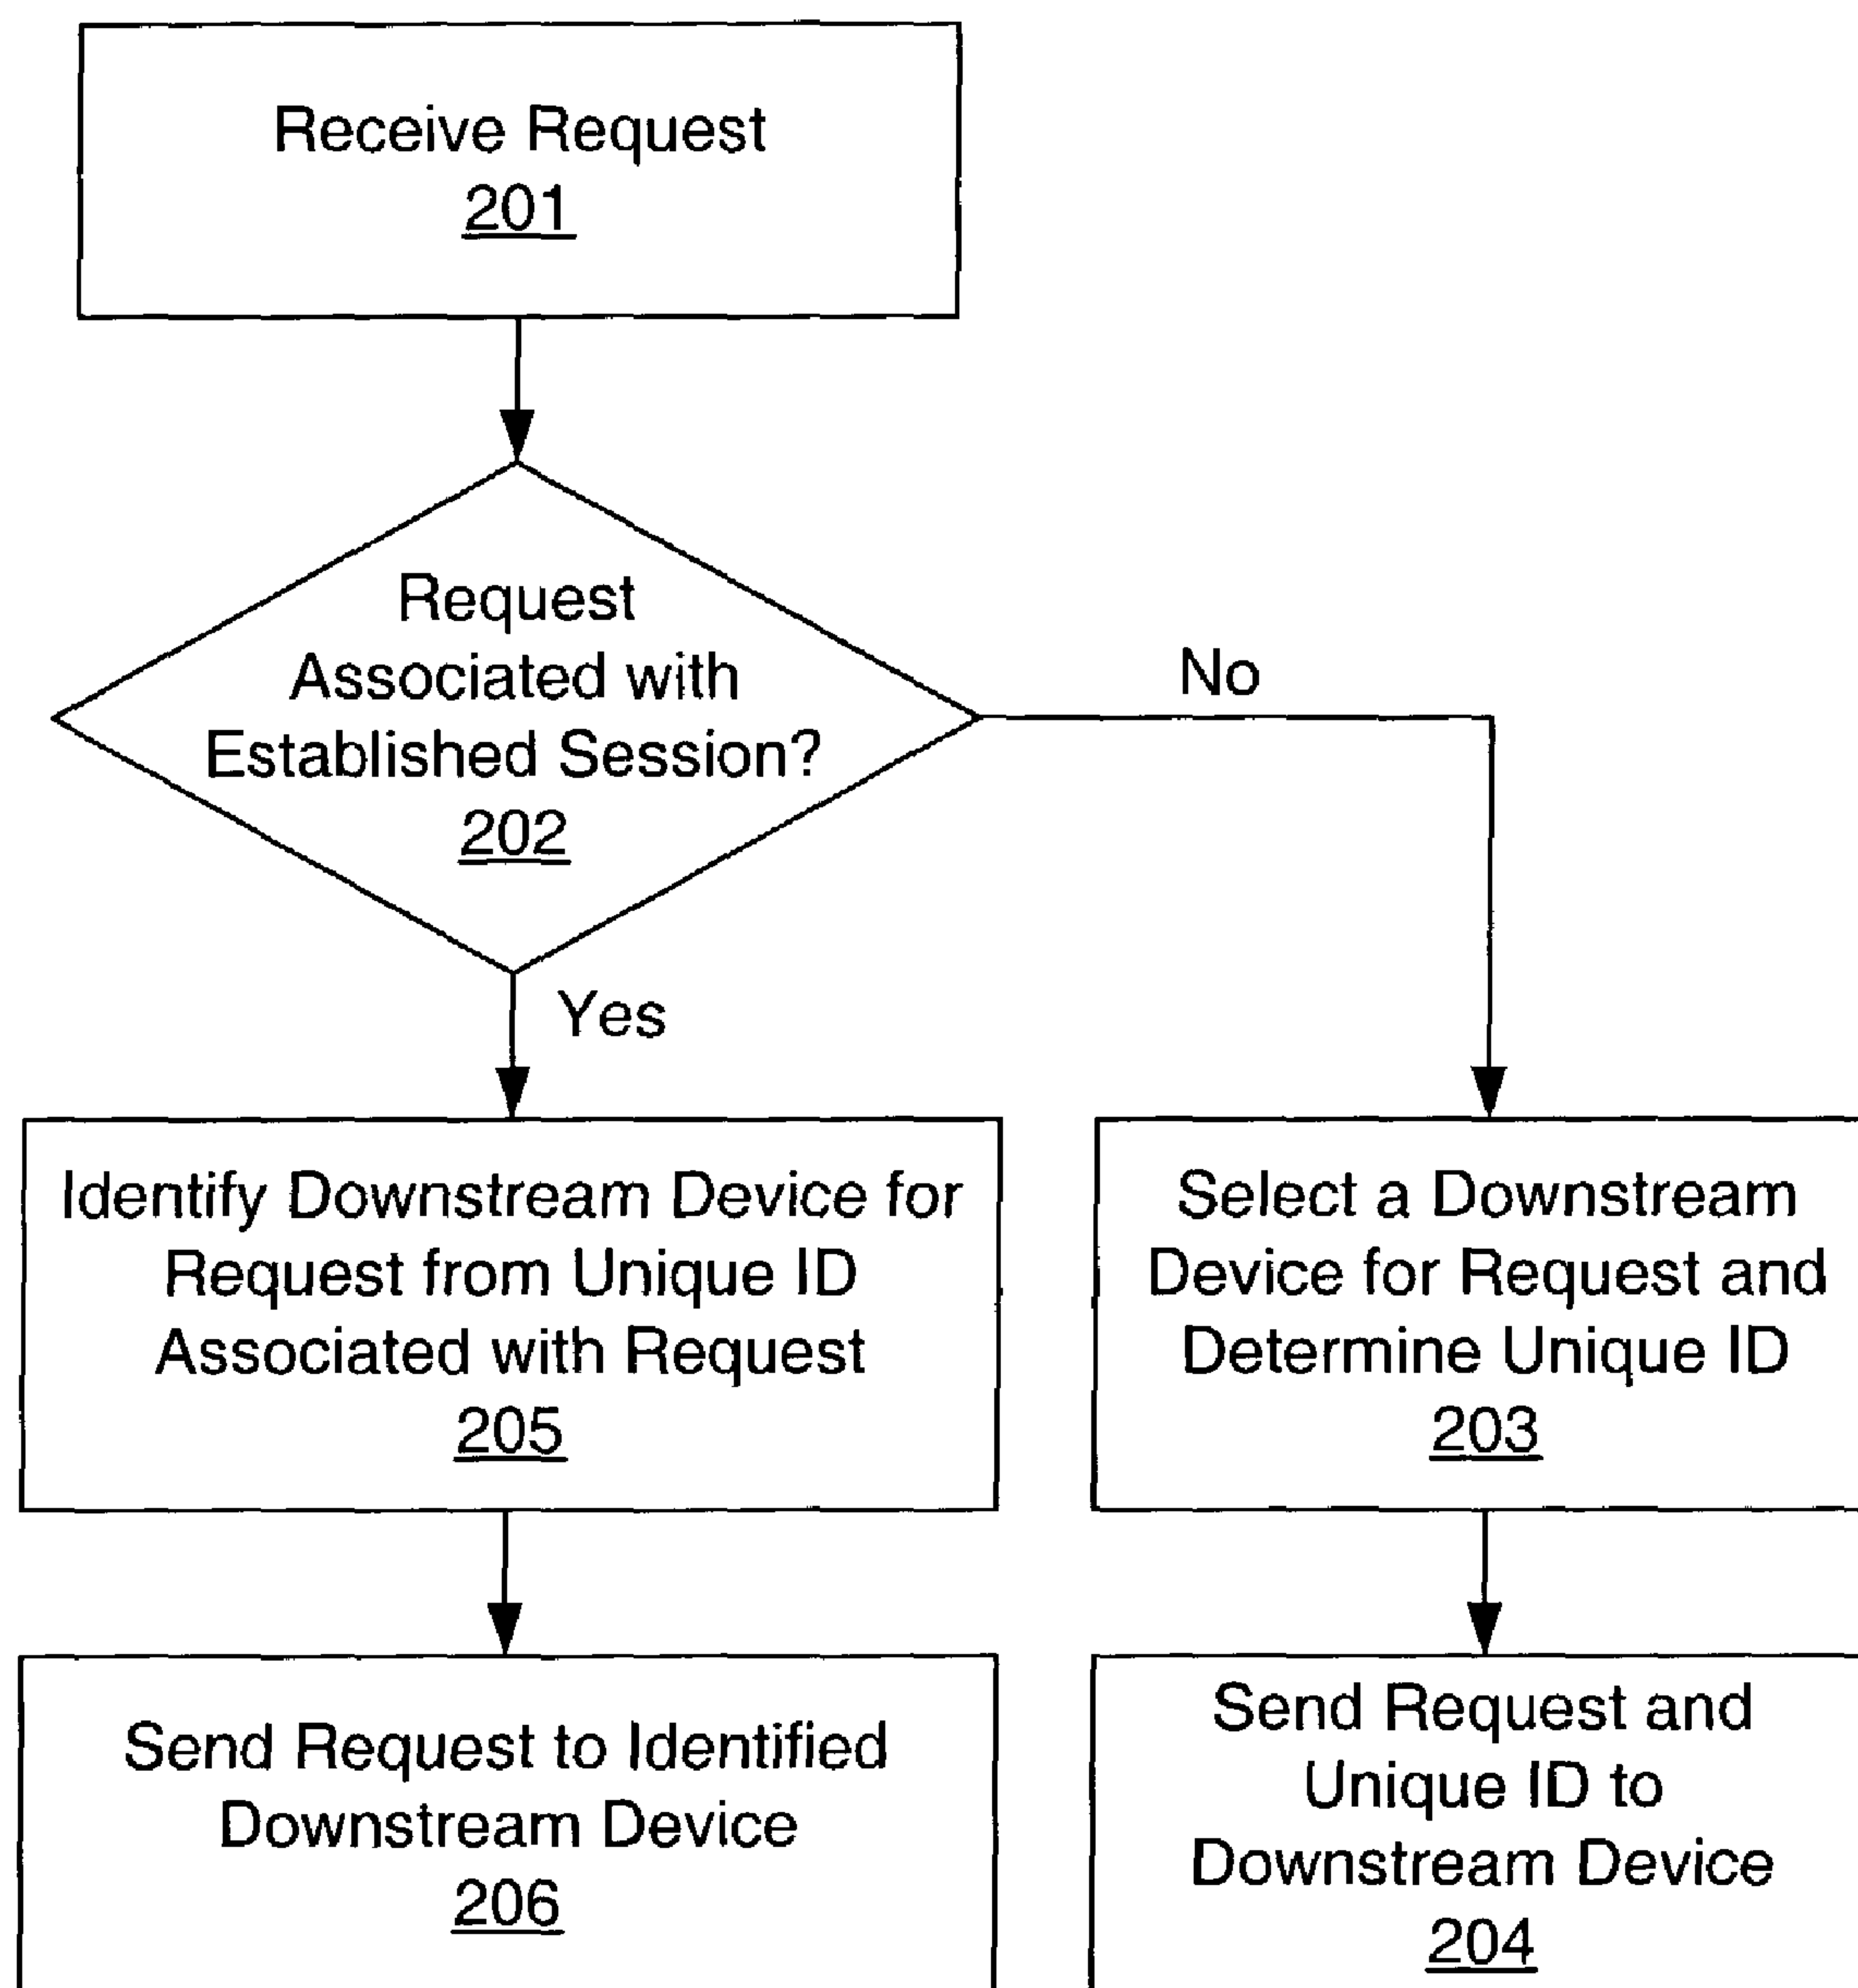 Receive Request
201
Request
Associated with
Established Session?
202
No
Yes
Identify Downstream Device for
Request from Unique ID
Associated with Request
205
Select a Downstream
Device for Request and
Determine Unique ID
203
Send Request to Identified
Downstream Device
206
Send Request and
Unique ID to
Downstream Device
204